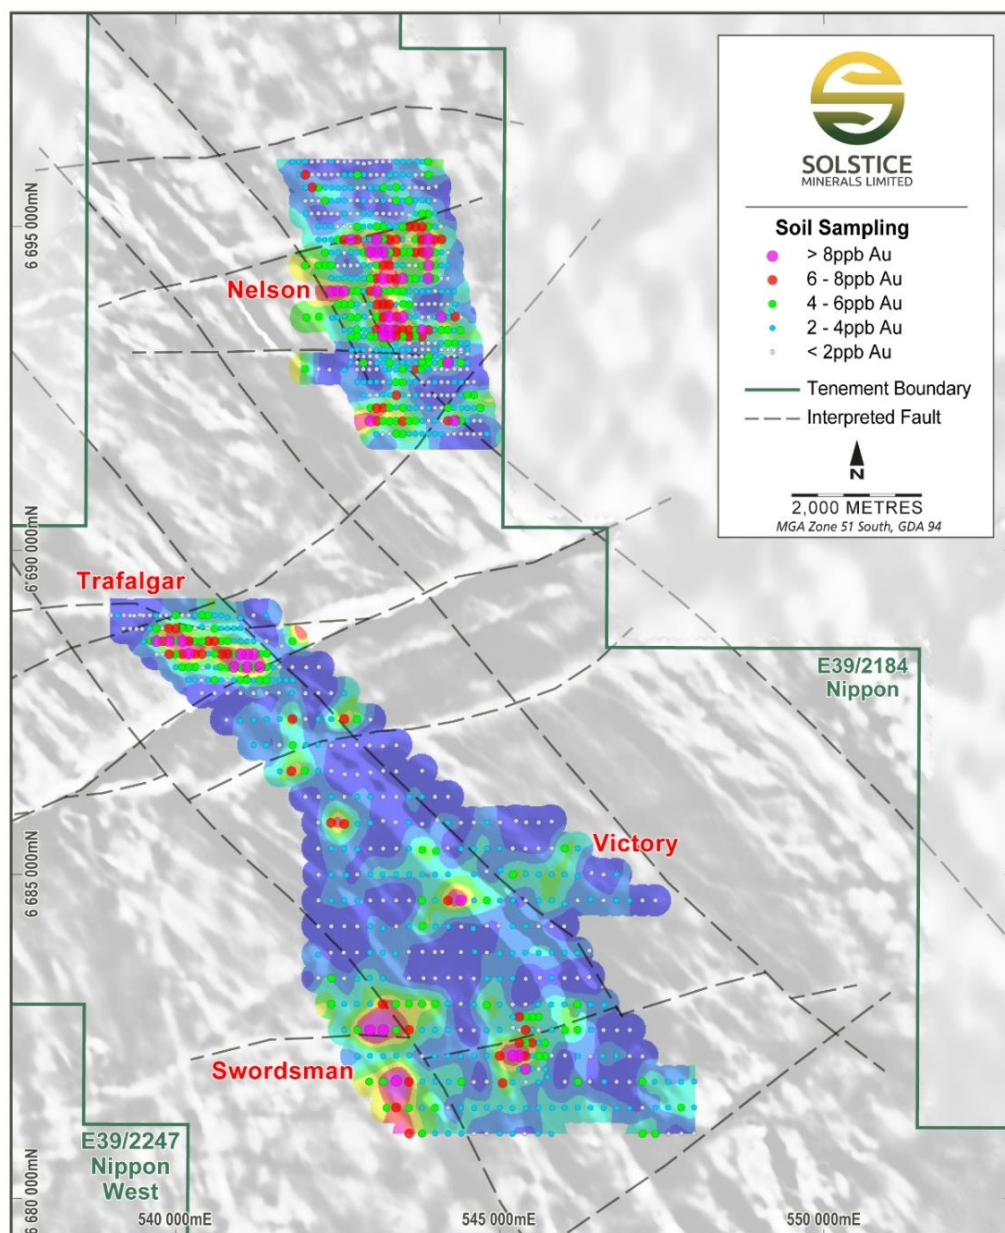 SOLSTICE
MINERALS LIMITED
Soil Sampling
> 8ppb Au
6 - 8ppb Au
4 - 6ppb Au
2 - 4ppb Au
< 2ppb Au
Tenement Boundary
Interpreted Fault
N
2,000 METRES
MGA Zone 51 South, GDA 94
6 695 000mN
Nelson
6 690 000mN
Trafalgar
E39/2184
Nippon
Victory
6 685 000mN
Swordsman
E39/2247
Nippon
West
6 680 000mN
540 000mE
545 000mE
550 000mE